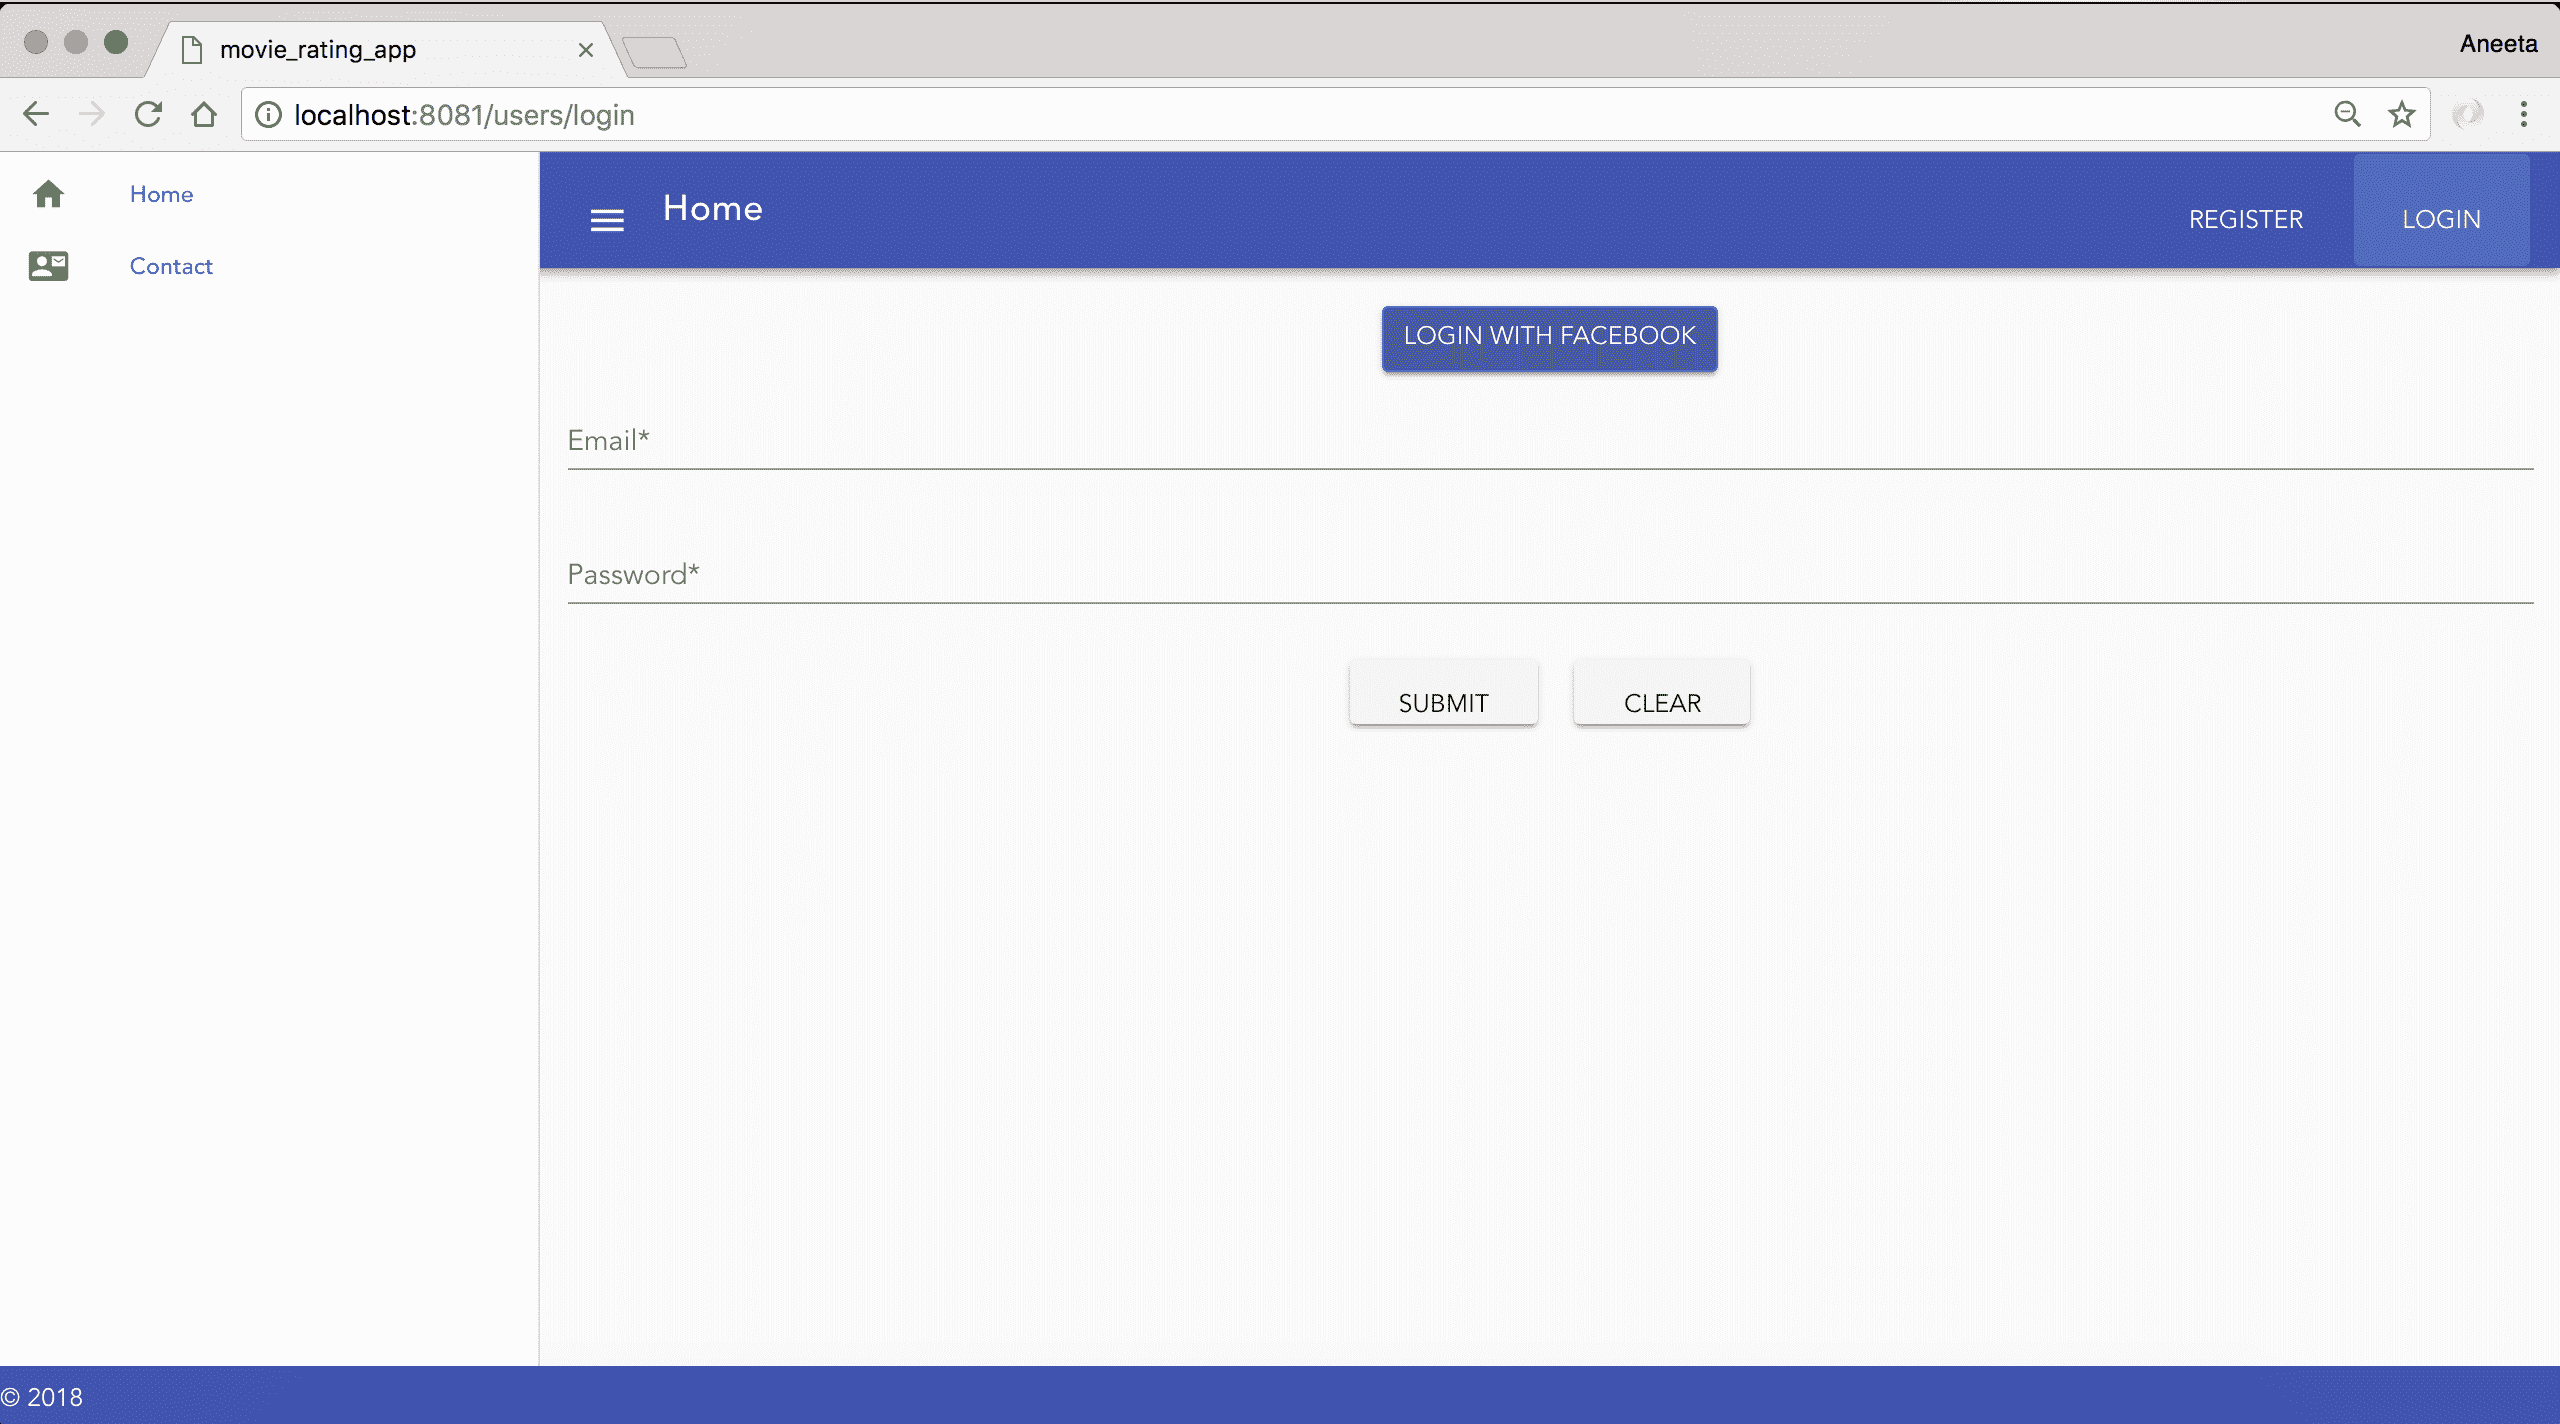 movie_rating_app
Aneeta
localhost:8081/users/login
Home
Contact
Home
REGISTER
LOGIN
LOGIN WITH FACEBOOK
Email*
Password*
SUBMIT
CLEAR
© 2018